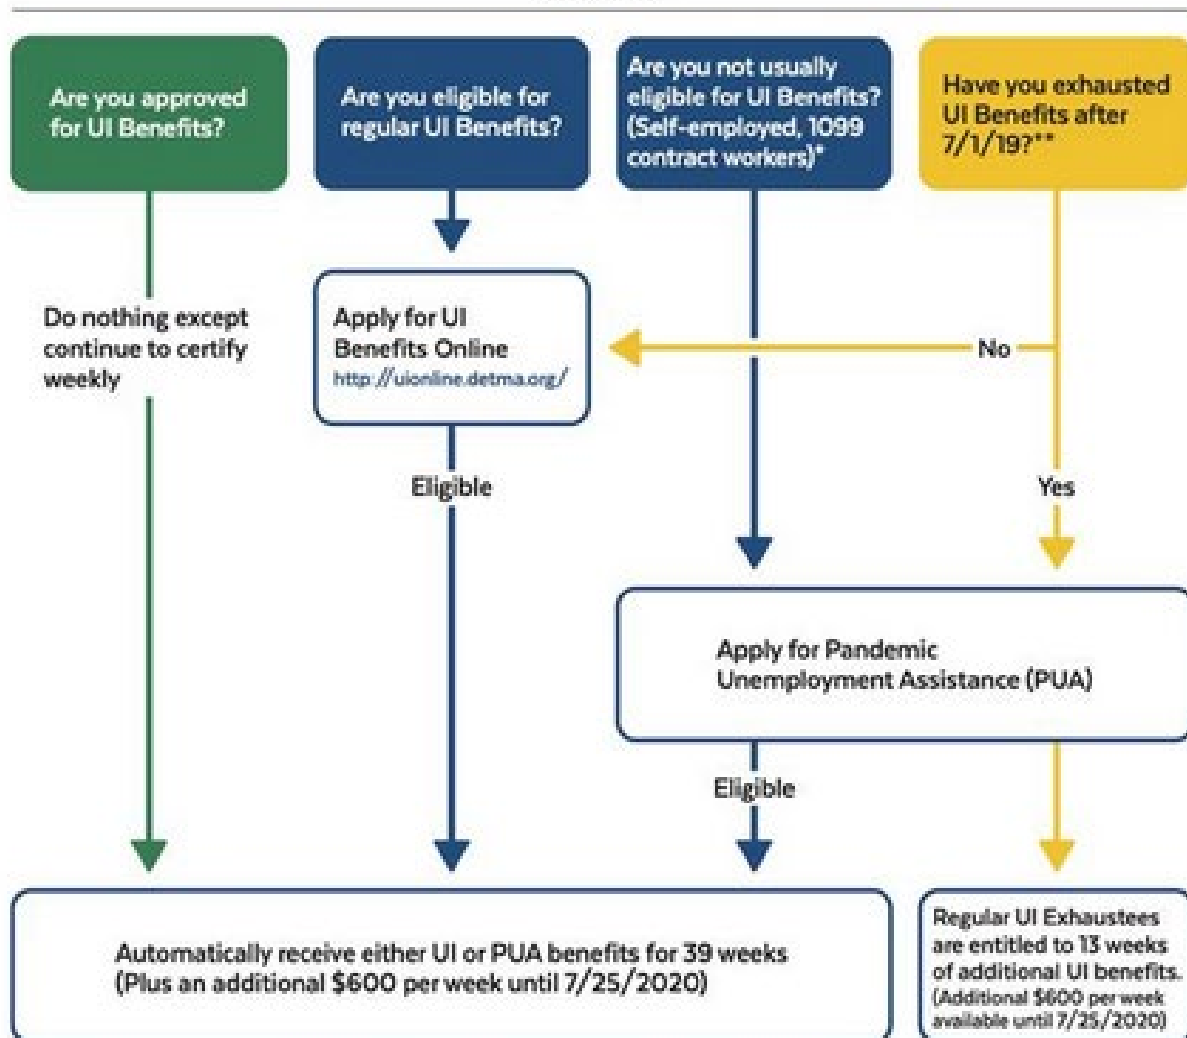 Are you approved
for UI Benefits?
Are you eligible for
regular UI Benefits?
Are you not usually
eligible for UI Benefits?
(Self-employed, 1099
contract workers)*
Have you exhausted
UI Benefits after
7/1/19?**
Do nothing except
continue to certify
weekly
Apply for UI
Benefits Online
http://uionline.detma.org/
No
Eligible
Yes
Apply for Pandemic
Unemployment Assistance (PUA)
Eligible
Automatically receive either UI or PUA benefits for 39 weeks
(Plus an additional $600 per week until 7/25/2020)
Regular UI Exhaustees
are entitled to 13 weeks
of additional UI benefits.
(Additional $600 per week
available until 7/25/2020)